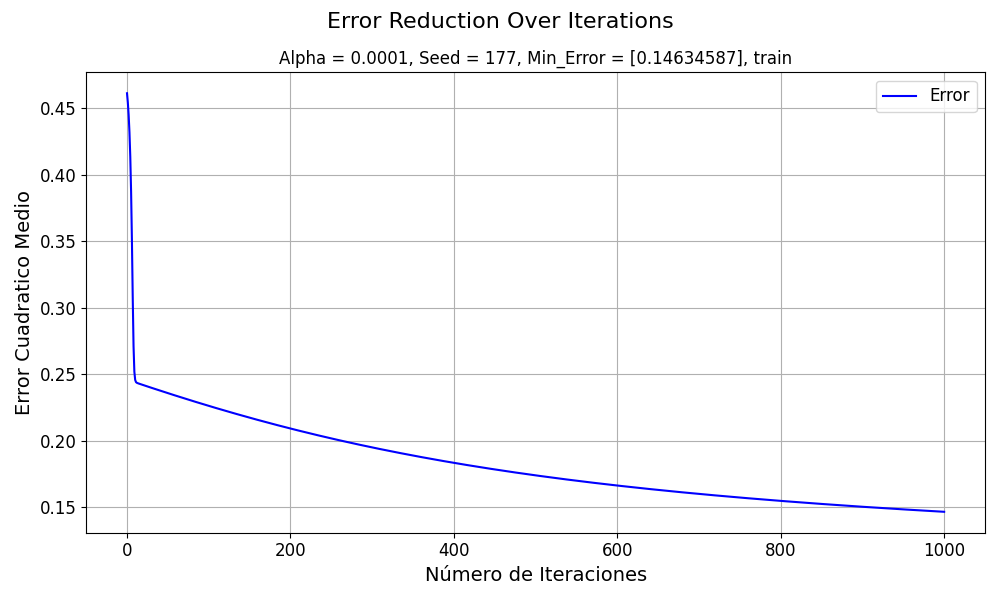 Error Reduction Over Iterations
Alpha = 0.0001, Seed = 177, Min_Error = [0.14634587], train
Error
Error Cuadratico Medio
0.45
0.40
0.35
0.30
0.25
0.20
0.15
0
200
400
600
800
1000
Número de Iteraciones